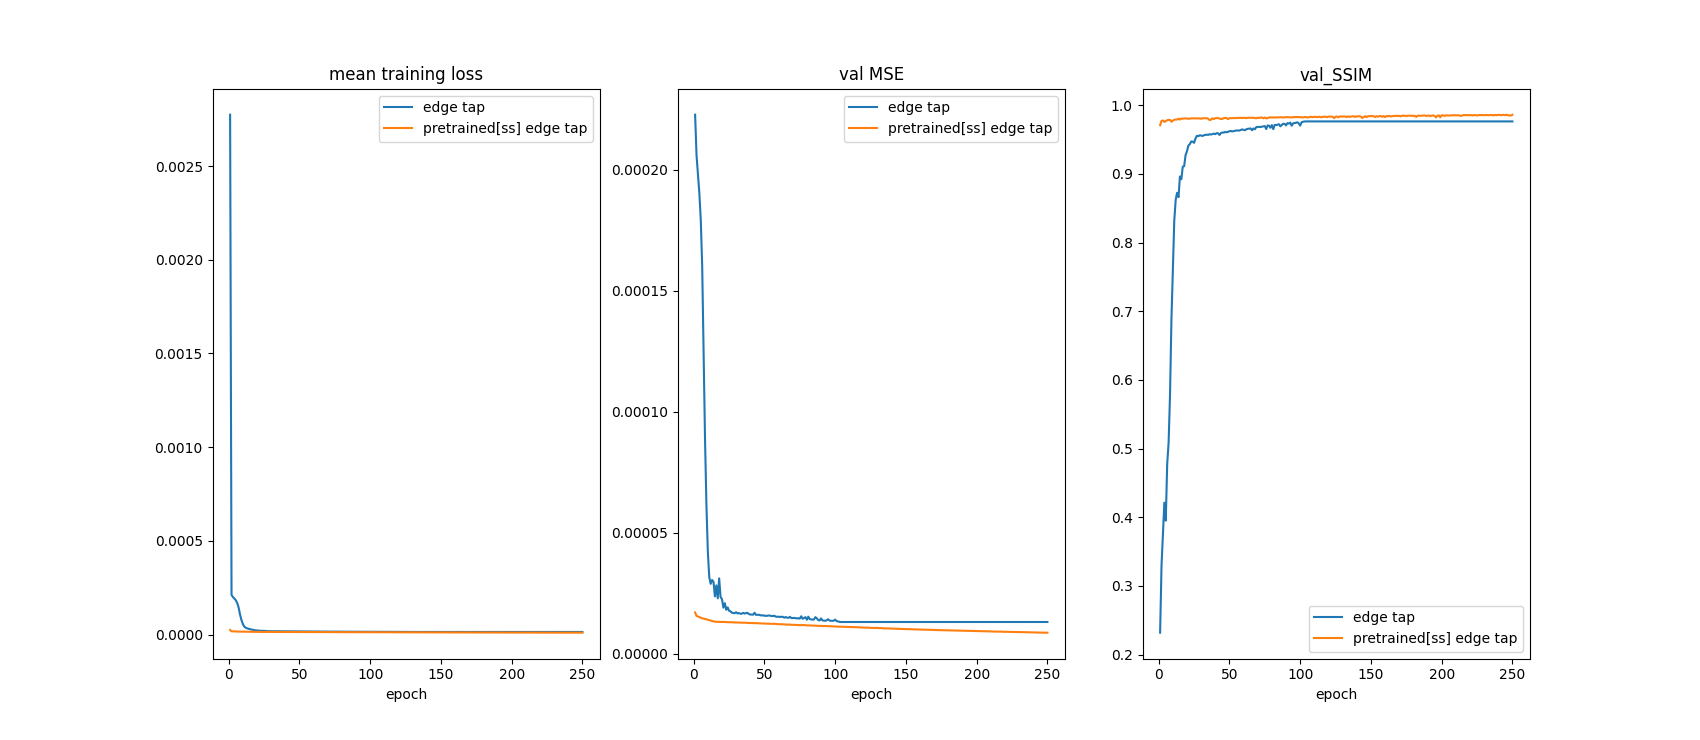 mean training loss
edge tap
pretrained[ss] edge tap
0.0025
0.0020
0.0015
0.0010
0.0005
0.0000
0 50 100 150 200 250
epoch
val MSE
edge tap
pretrained[ss] edge tap
0.00020
0.00015
0.00010
0.00005
0.00000
0 50 100 150 200 250
epoch
val_SSIM
1.0
0.9
0.8
0.7
0.6
0.5
0.4
0.3
0.2
edge tap
pretrained[ss] edge tap
0 50 100 150 200 250
epoch